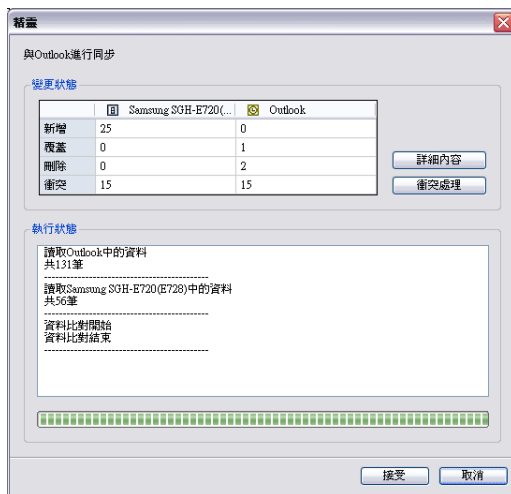 精靈
與Outlook進行同步
變更狀態
Samsung SGH-E720(... Outlook
新增 25 0
覆蓋 0 1
刪除 0 2
衝突 15 15
詳細內容
衝突處理
執行狀態
讀取Outlook中的資料
共131筆
--------------------------------------------
讀取Samsung SGH-E720(E728)中的資料
共56筆
--------------------------------------------
資料比對開始
資料比對結束
--------------------------------------------
接受 取消